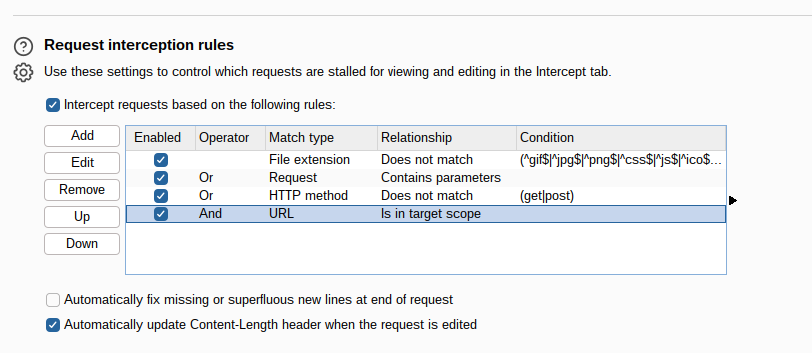 Request interception rules
Use these settings to control which requests are stalled for viewing and editing in the Intercept tab.
Intercept requests based on the following rules:
Add
Edit
Remove
Up
Down
Enabled Operator Match type Relationship Condition
File extension Does not match (^gif$|^jpg$|^png$|^css$|^js$|^ico$...
Or Request Contains parameters
Or HTTP method Does not match (get|post)
And URL Is in target scope
Automatically fix missing or superfluous new lines at end of request
Automatically update Content-Length header when the request is edited